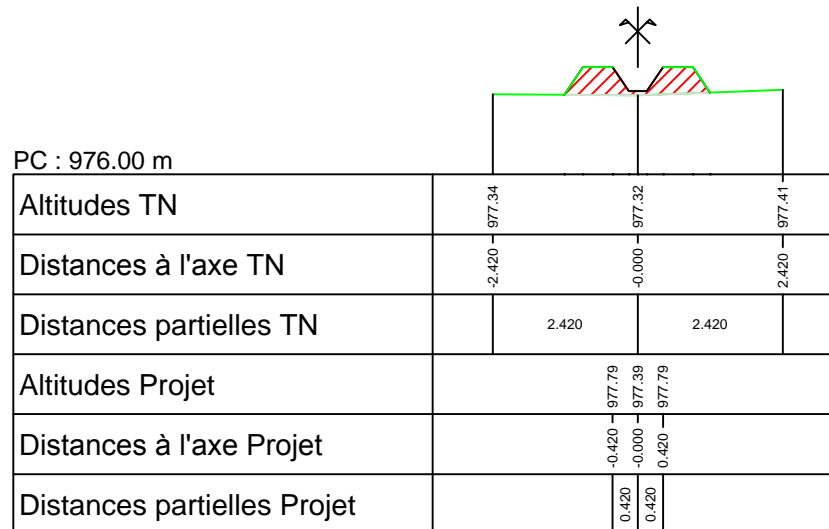 PC : 976.00 m
Altitudes TN 977.34 977.32 977.41
Distances à l'axe TN -2.420 -0.000 2.420
Distances partielles TN 2.420 2.420
Altitudes Projet 977.79 977.39 977.79
Distances à l'axe Projet -0.420 -0.000 0.420
Distances partielles Projet 0.420 0.420